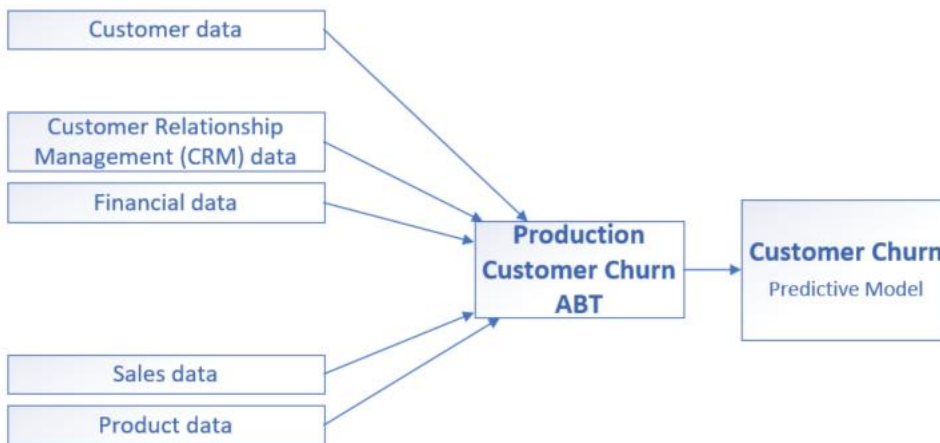 Customer data
Customer Relationship
Management (CRM) data
Financial data
Production
Customer Churn
ABT
Customer Churn
Predictive Model
Sales data
Product data